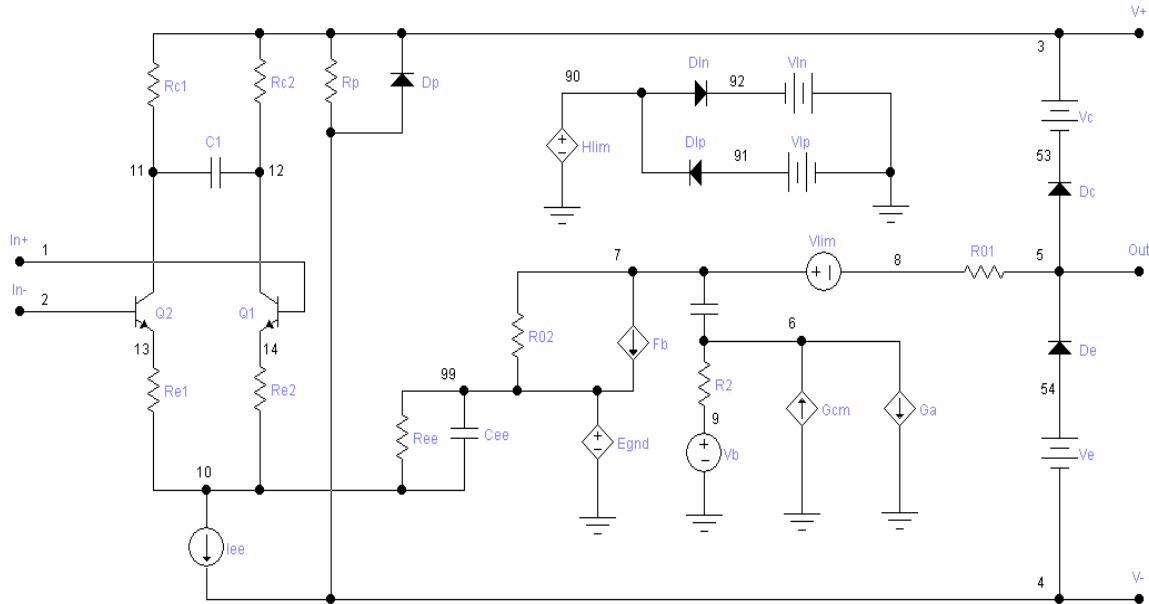 V+
3
Rc1
Rc2
Rp
Dp
90
Dln
92
Vln
Hlim
Dlp
91
Vlp
Vc
53
Dc
C1
11
12
In+
1
In-
2
Q2
Q1
13
14
Re1
Re2
7
Vlim
8
R01
5
Out
R02
Fb
6
99
Ree
Cee
Egnd
R2
9
Vb
Gcm
Ga
De
54
Ve
10
Iee
4
V-